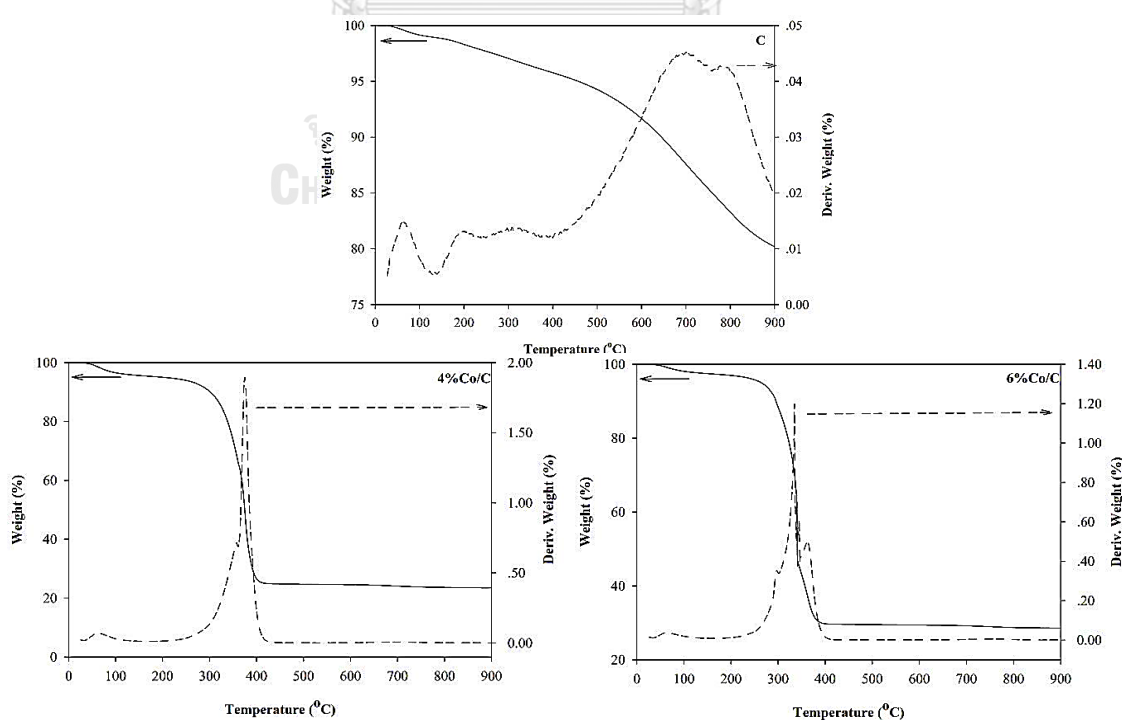 100 95 90 85 80 75
Weight (%)
C
.05 .04 .03 .02 .01 0.00
Deriv. Weight (%)
0 100 200 300 400 500 600 700 800 900
Temperature (°C)
CH
100 80 60 40 20 0
Weight (%)
4%Co/C
2.00 1.50 1.00 .50 0.00
Deriv. Weight (%)
0 100 200 300 400 500 600 700 800 900
Temperature (°C)
100 80 60 40 20
Weight (%)
6%Co/C
1.40 1.20 1.00 .80 .60 .40 .20 0.00
Deriv. Weight (%)
0 100 200 300 400 500 600 700 800 900
Temperature (°C)